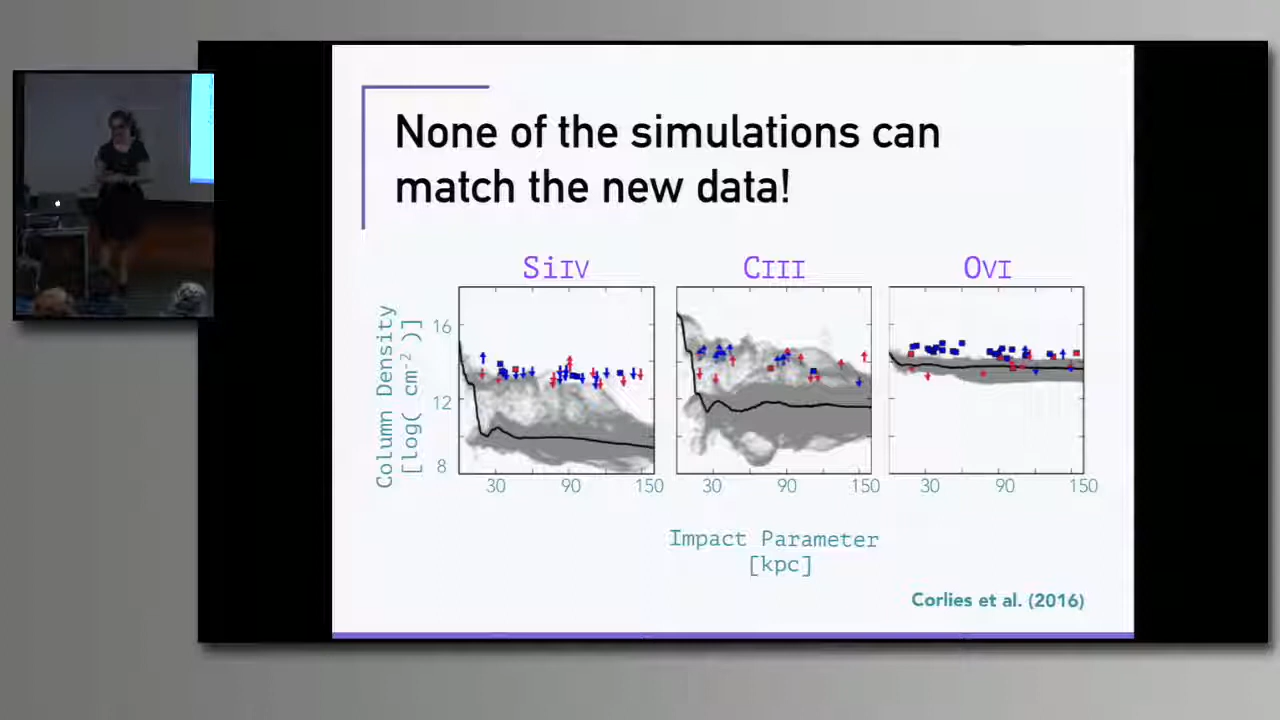 None of the simulations can
match the new data!
SiIV
CIII
OVI
Column Density
[log( cm-2 )]
16
12
8
30
90
150
30
90
150
30
90
150
Impact Parameter
[kpc]
Corlies et al. (2016)